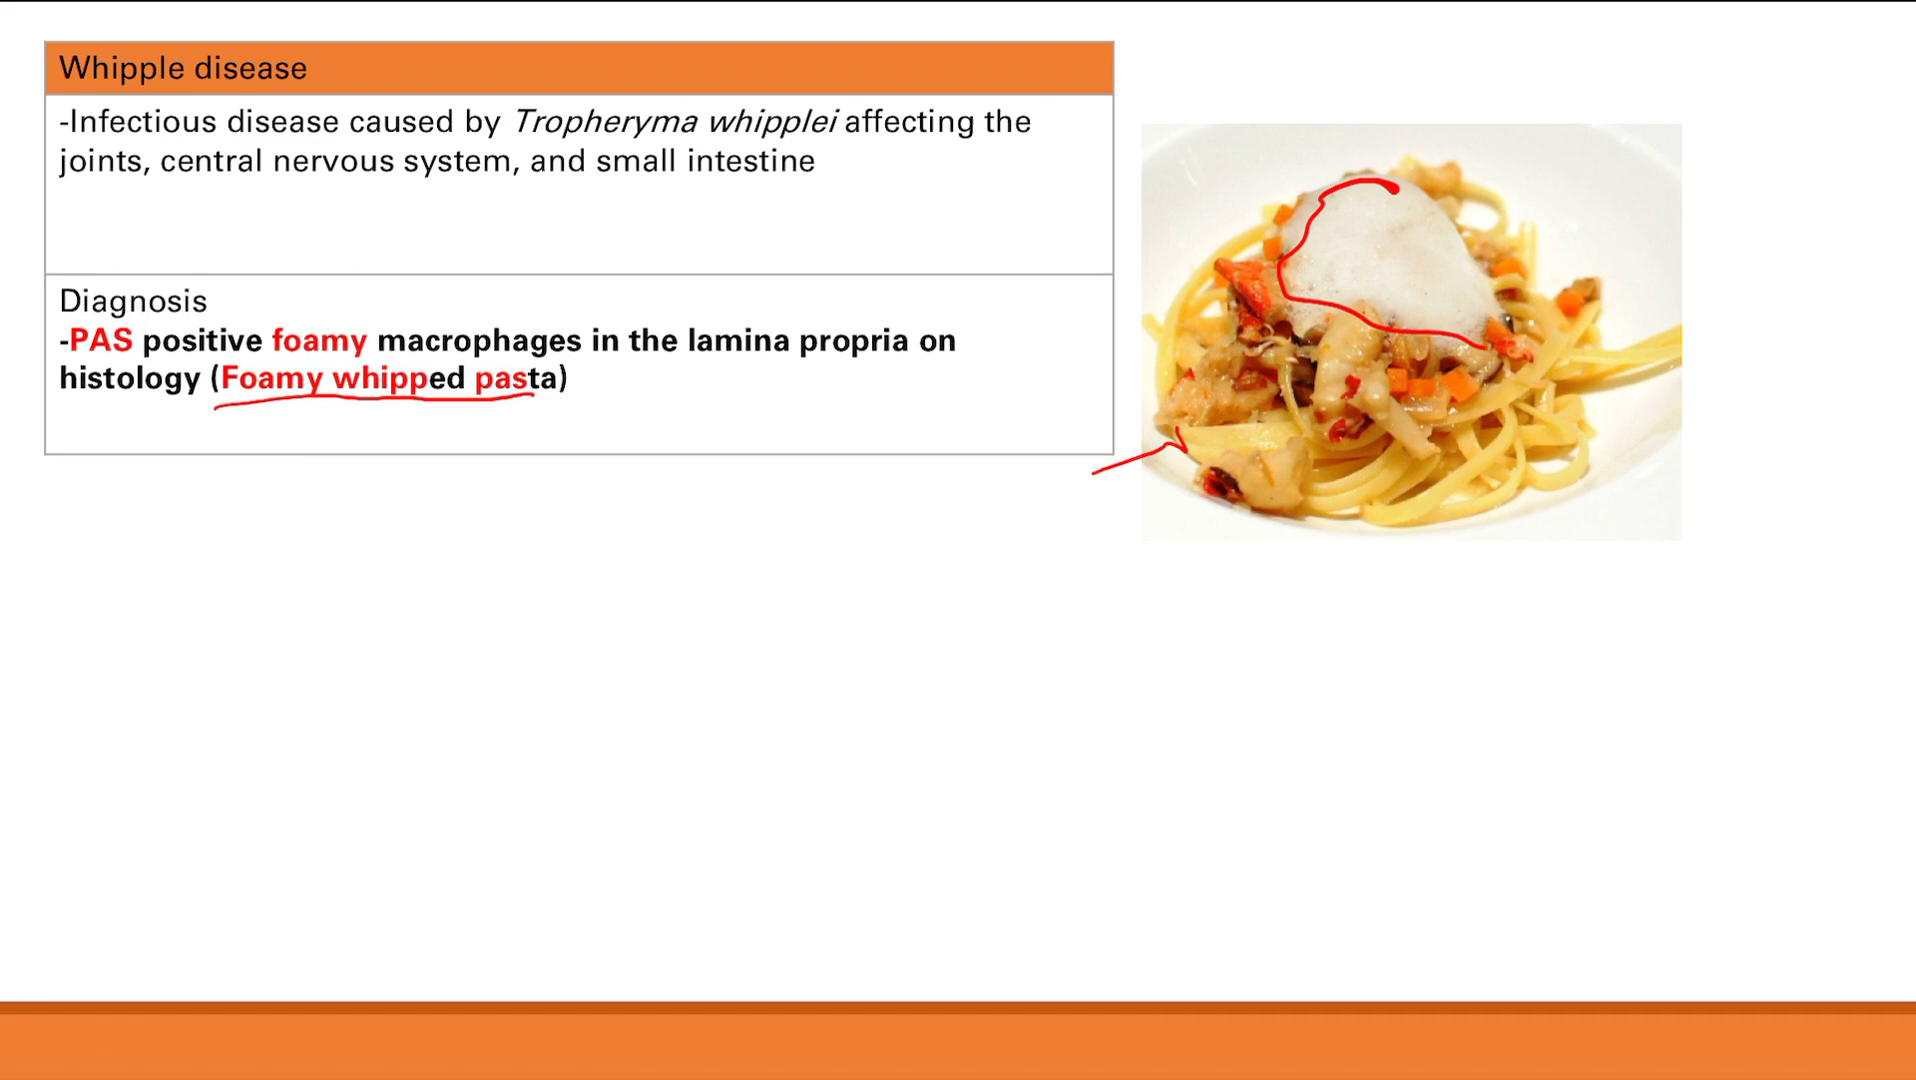 Whipple disease
-Infectious disease caused by Tropheryma whipplei affecting the
joints, central nervous system, and small intestine
Diagnosis
-PAS positive foamy macrophages in the lamina propria on
histology (Foamy whipped pasta)